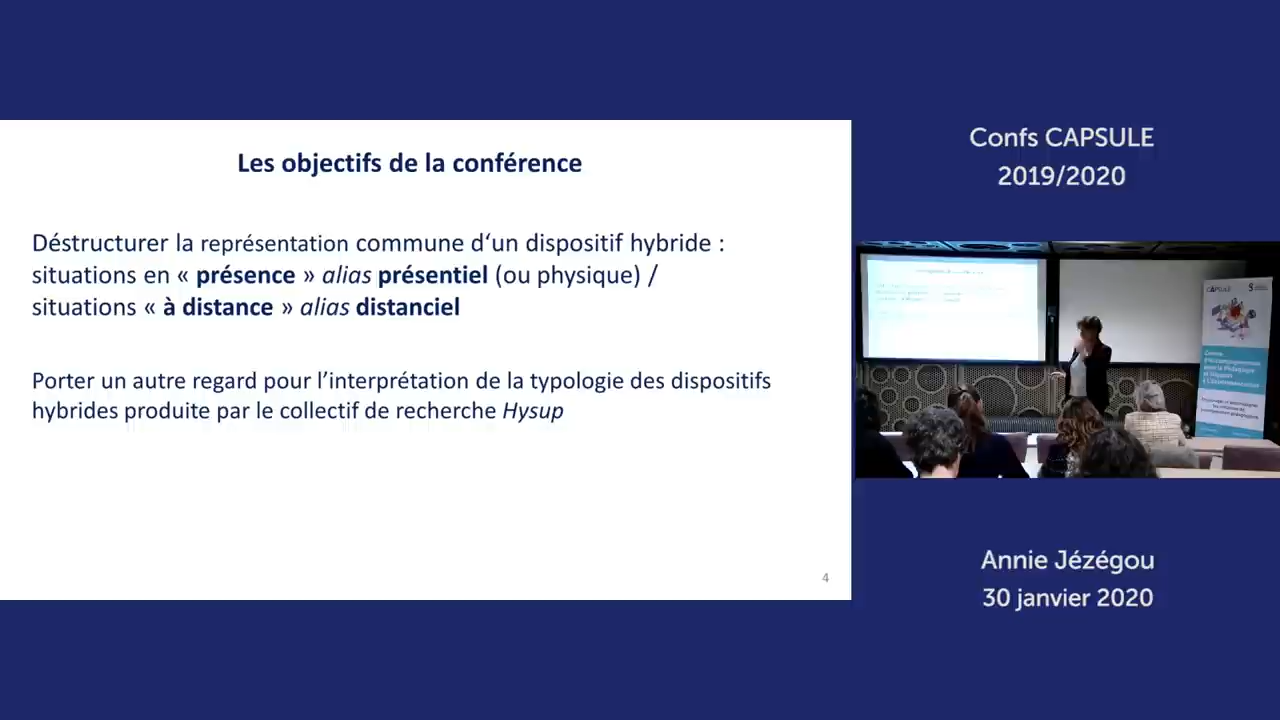 Les objectifs de la conférence
Déstructurer la représentation commune d‘un dispositif hybride :
situations en « présence » alias présentiel (ou physique) /
situations « à distance » alias distanciel
Porter un autre regard pour l’interprétation de la typologie des dispositifs
hybrides produite par le collectif de recherche Hysup
4
Confs CAPSULE
2019/2020
CAPSULE
Annie Jézégou
30 janvier 2020